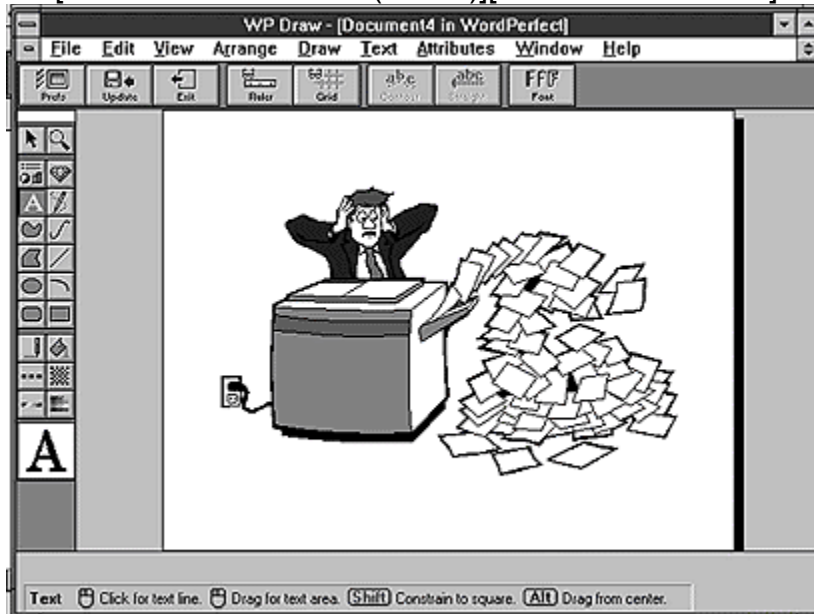 WP Draw - [Document4 in WordPerfect]
File Edit View Arrange Draw Text Attributes Window Help
Prefs Update Exit Ruler Grid Contour Straight Font
A
Text Click for text line. Drag for text area. Shift Constrain to square. Alt Drag from center.